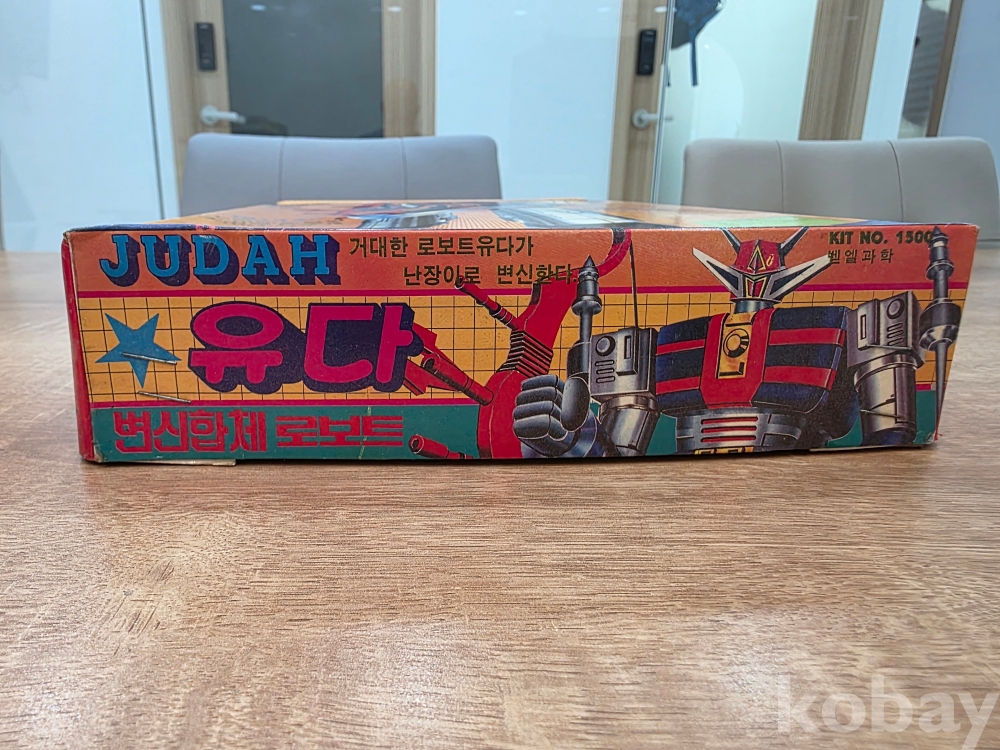 JUDAH
거대한 로보트유다가
난장이로 변신한다.
KIT NO. 1500
벧엘과학
유다
변신합체 로보트
kobay